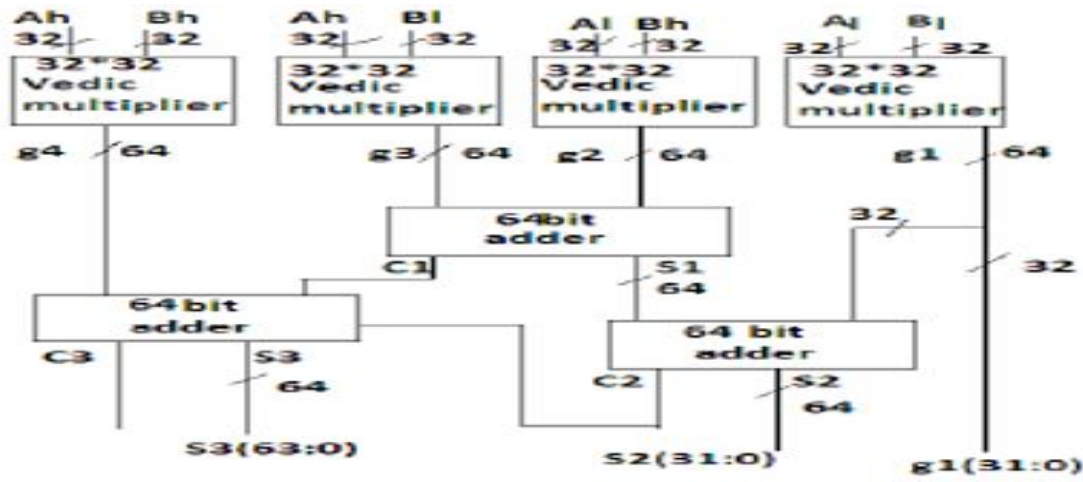 Ah Bh Ah Bl Al Bh Al Bl
32 32 32 32 32 32 32 32
32*32 Vedic multiplier
32*32 Vedic multiplier
32*32 Vedic multiplier
32*32 Vedic multiplier
g4 64 g3 64 g2 64 g1 64
64bit adder
32
C1 S1 64
32
64bit adder
64 bit adder
C3 S3 64
C2 S2 64
S3(63:0) S2(31:0) g1(31:0)